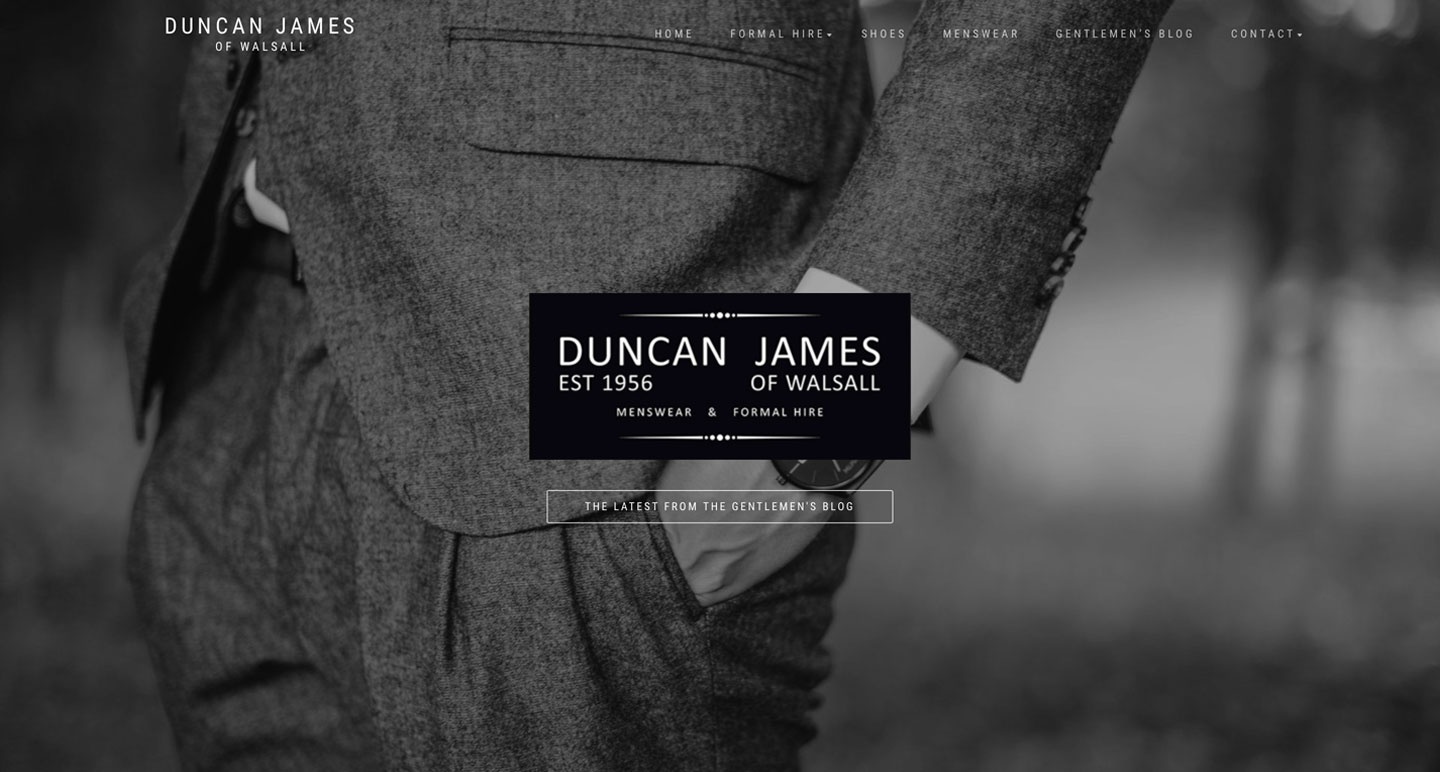 DUNCAN JAMES
OF WALSALL
HOME FORMAL HIRE SHOES MENSWEAR GENTLEMEN'S BLOG CONTACT
DUNCAN JAMES
EST 1956 OF WALSALL
MENSWEAR & FORMAL HIRE
THE LATEST FROM THE GENTLEMEN'S BLOG